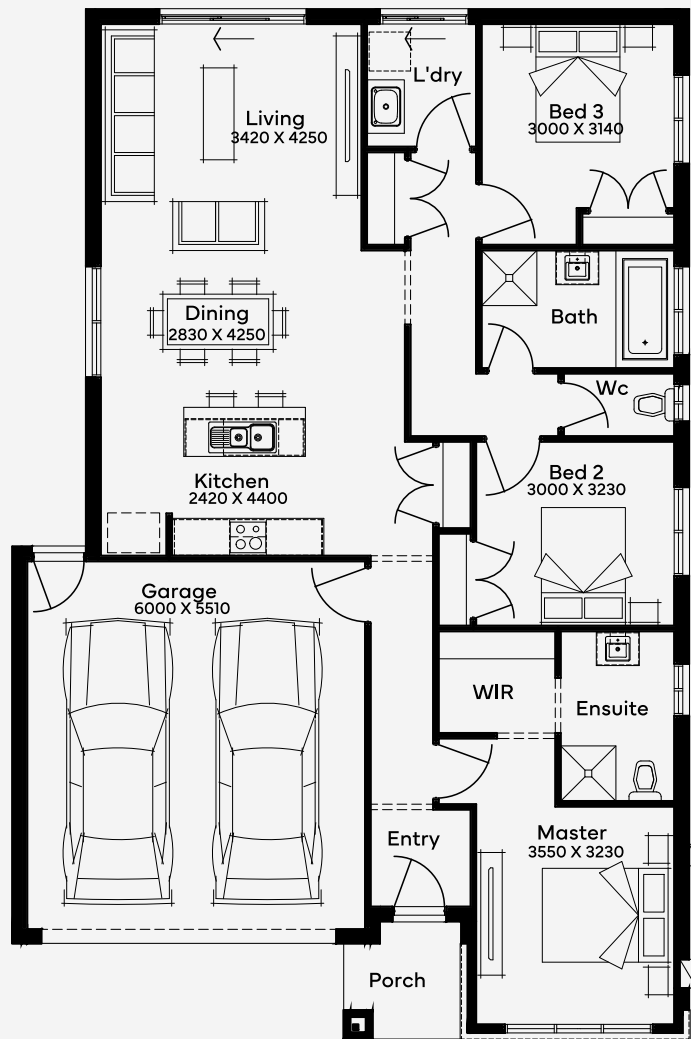 L'dry
Living
3420 X 4250
Bed 3
3000 X 3140
Dining
2830 X 4250
Bath
Wc
Kitchen
2420 X 4400
Bed 2
3000 X 3230
Garage
6000 X 5510
WIR
Ensuite
Entry
Master
3550 X 3230
Porch